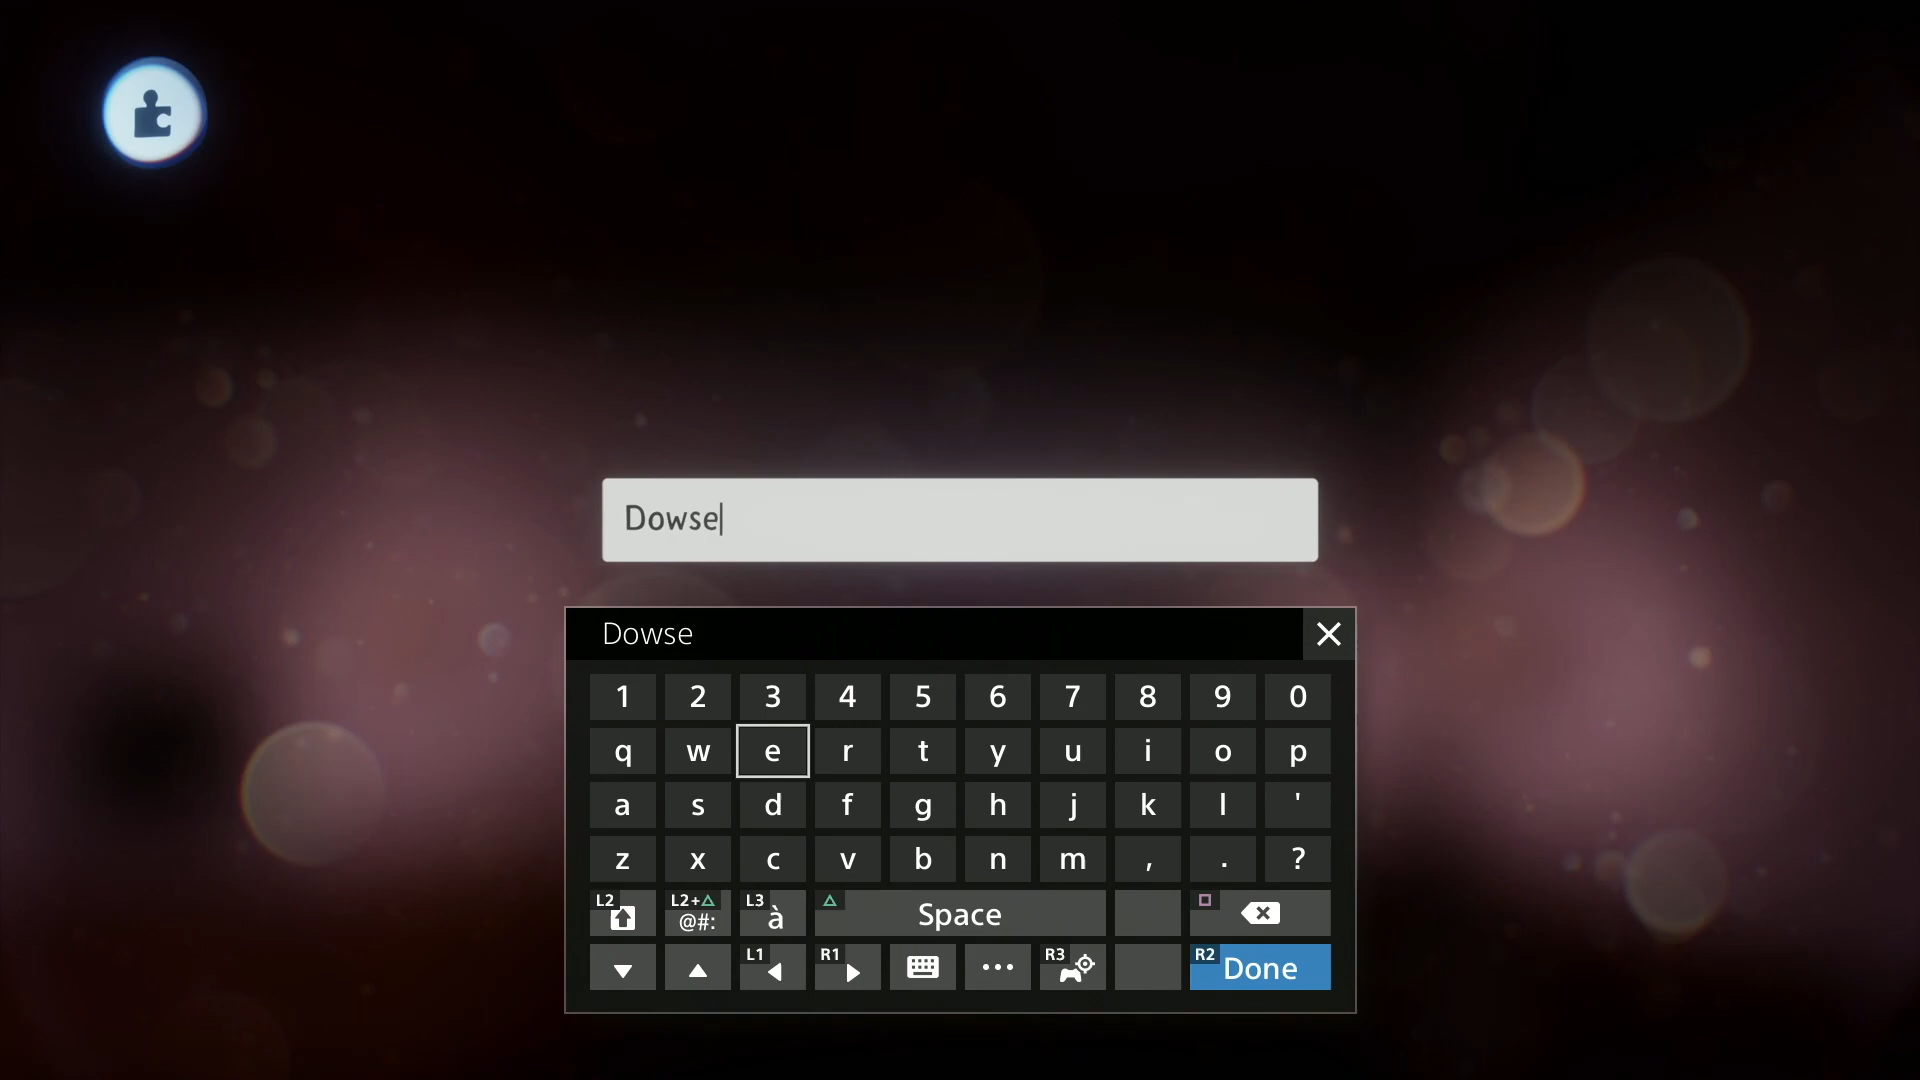 Dowse
Dowse
1 2 3 4 5 6 7 8 9 0
q w e r t y u i o p
a s d f g h j k l '
z x c v b n m , . ?
L2 L2+△ @#: L3 à △ Space □
L1 R1 ... R3 R2 Done